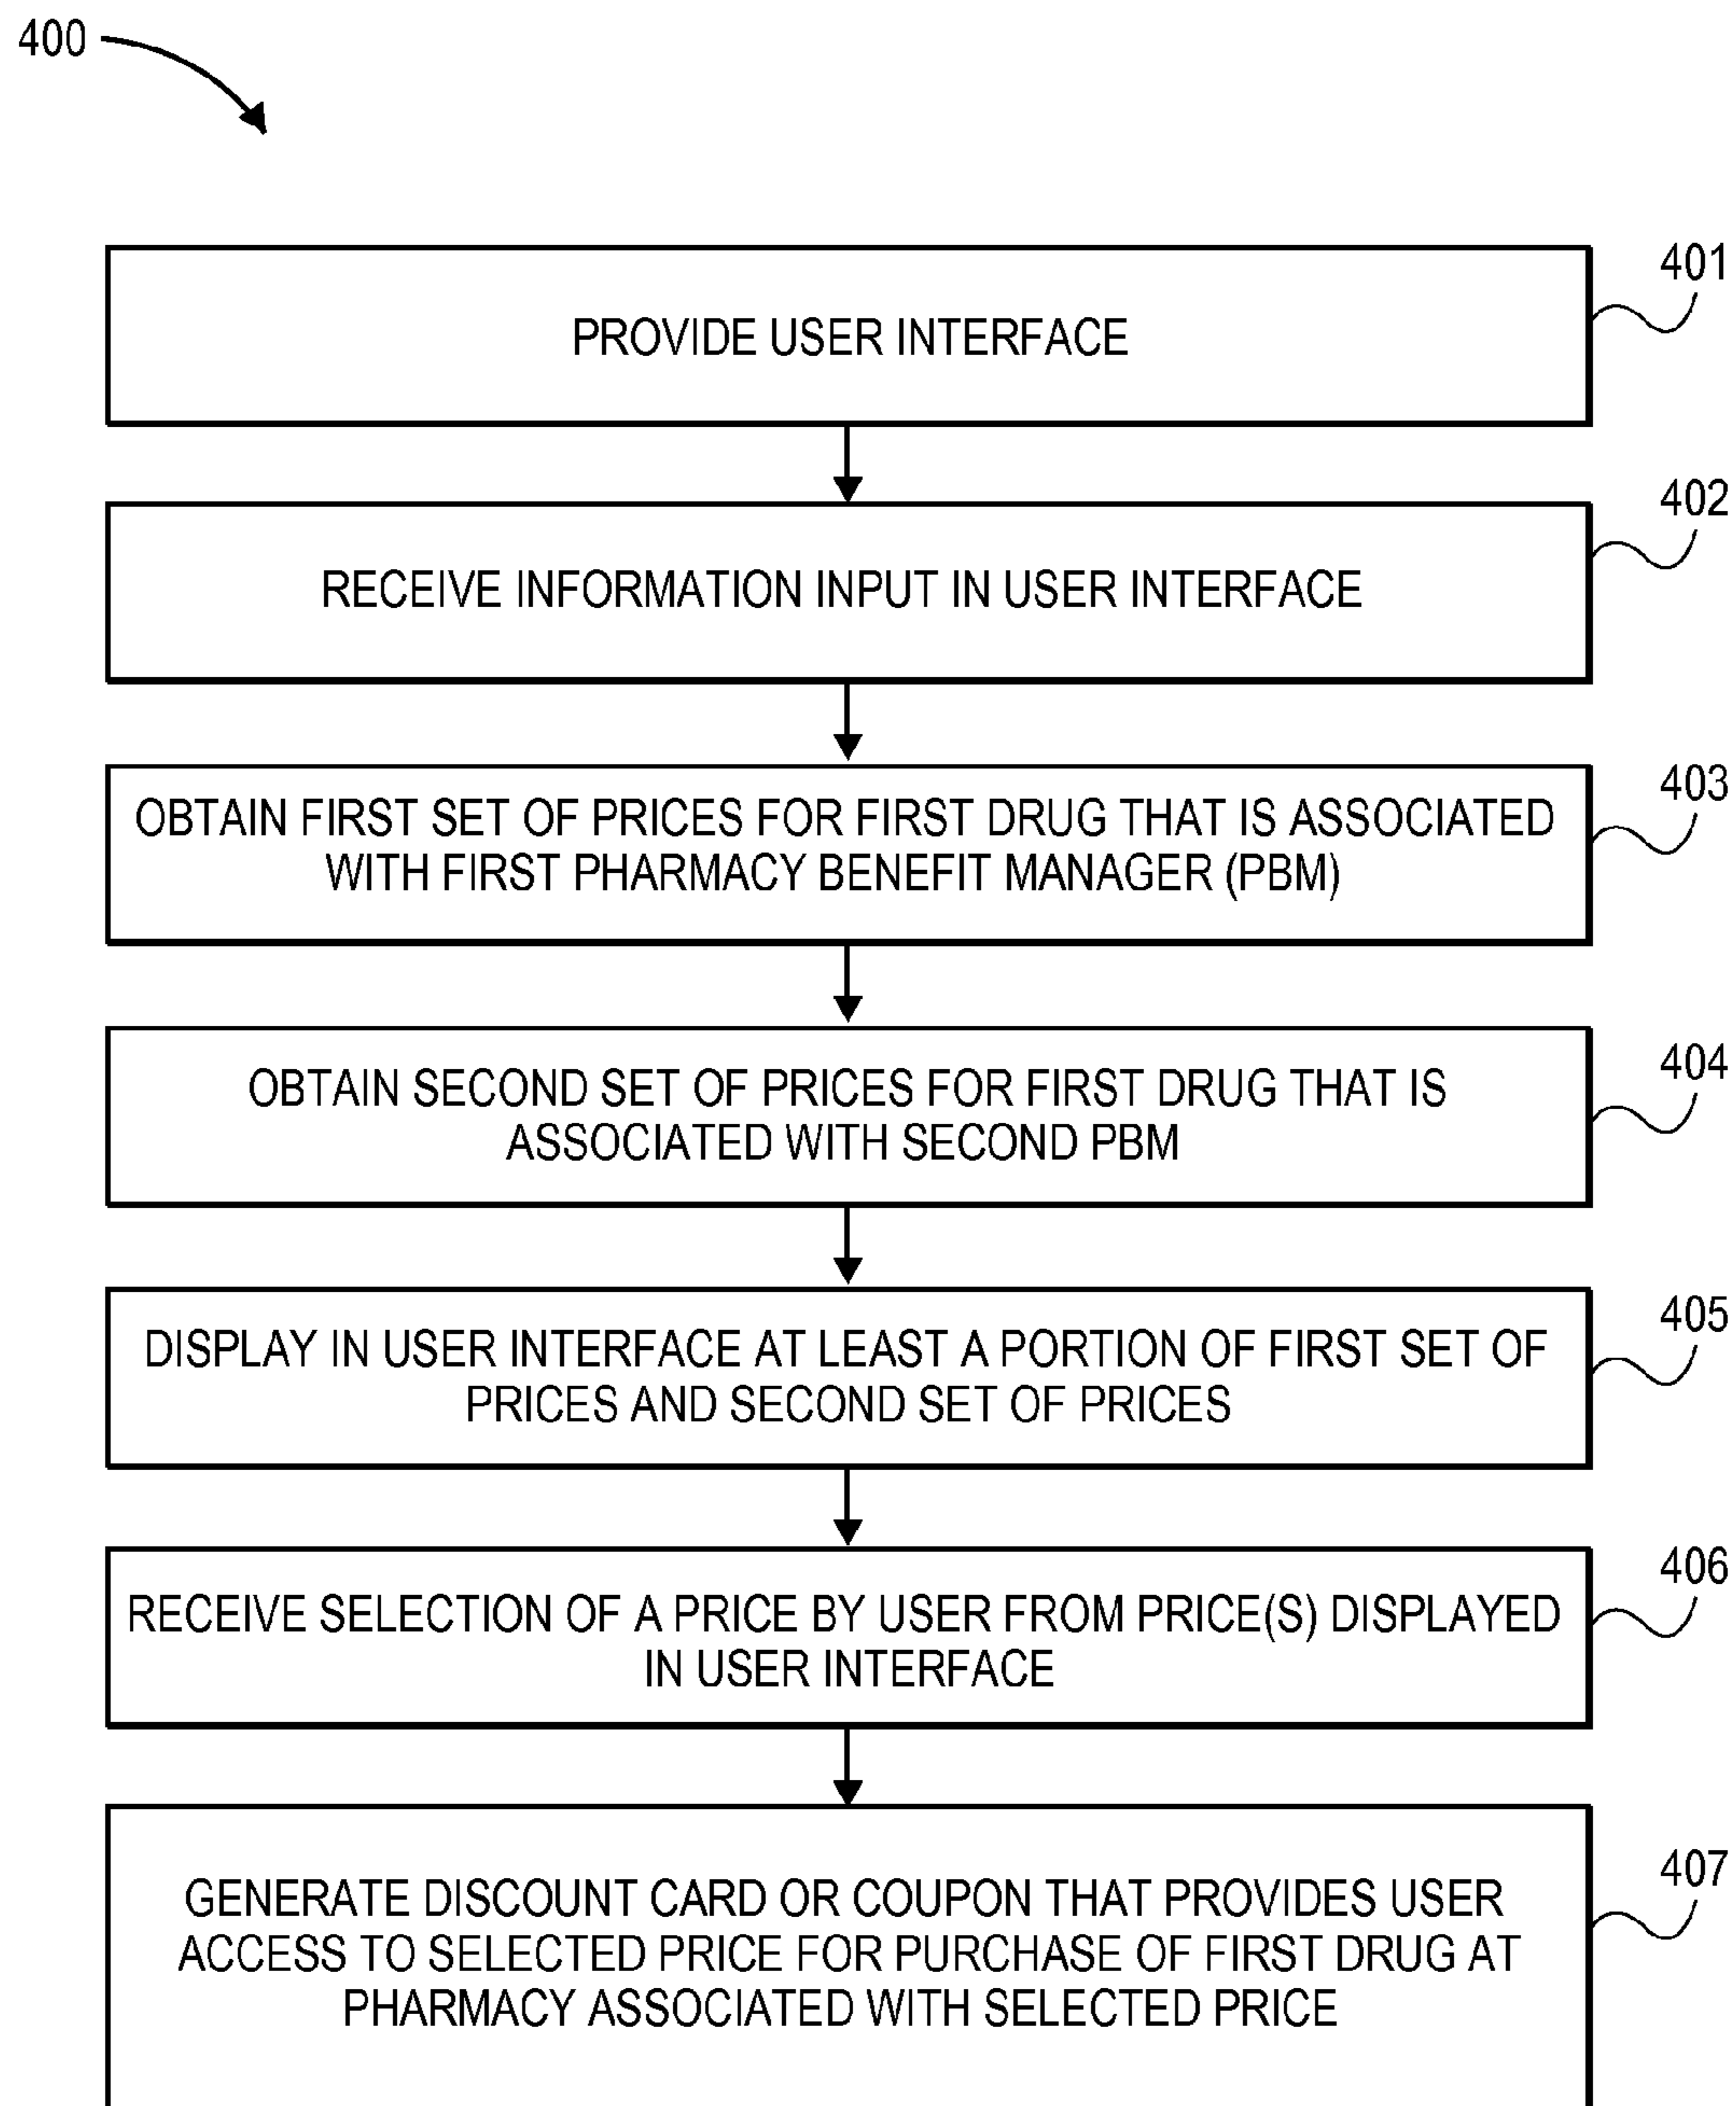 400
401
PROVIDE USER INTERFACE
402
RECEIVE INFORMATION INPUT IN USER INTERFACE
403
OBTAIN FIRST SET OF PRICES FOR FIRST DRUG THAT IS ASSOCIATED
WITH FIRST PHARMACY BENEFIT MANAGER (PBM)
404
OBTAIN SECOND SET OF PRICES FOR FIRST DRUG THAT IS
ASSOCIATED WITH SECOND PBM
405
DISPLAY IN USER INTERFACE AT LEAST A PORTION OF FIRST SET OF
PRICES AND SECOND SET OF PRICES
406
RECEIVE SELECTION OF A PRICE BY USER FROM PRICE(S) DISPLAYED
IN USER INTERFACE
407
GENERATE DISCOUNT CARD OR COUPON THAT PROVIDES USER
ACCESS TO SELECTED PRICE FOR PURCHASE OF FIRST DRUG AT
PHARMACY ASSOCIATED WITH SELECTED PRICE